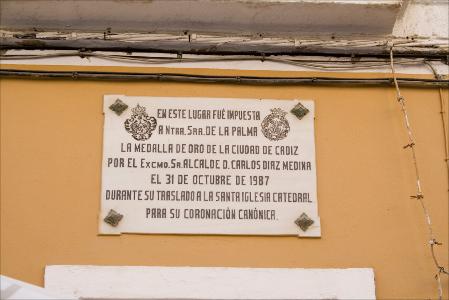 EN ESTE LUGAR FUÉ IMPUESTA
A NTRA. SRA. DE LA PALMA
LA MEDALLA DE ORO DE LA CIUDAD DE CADIZ
POR EL EXCMO. SR. ALCALDE D. CARLOS DIAZ MEDINA
EL 31 DE OCTUBRE DE 1987
DURANTE SU TRASLADO A LA SANTA IGLESIA CATEDRAL
PARA SU CORONACIÓN CANÓNICA.